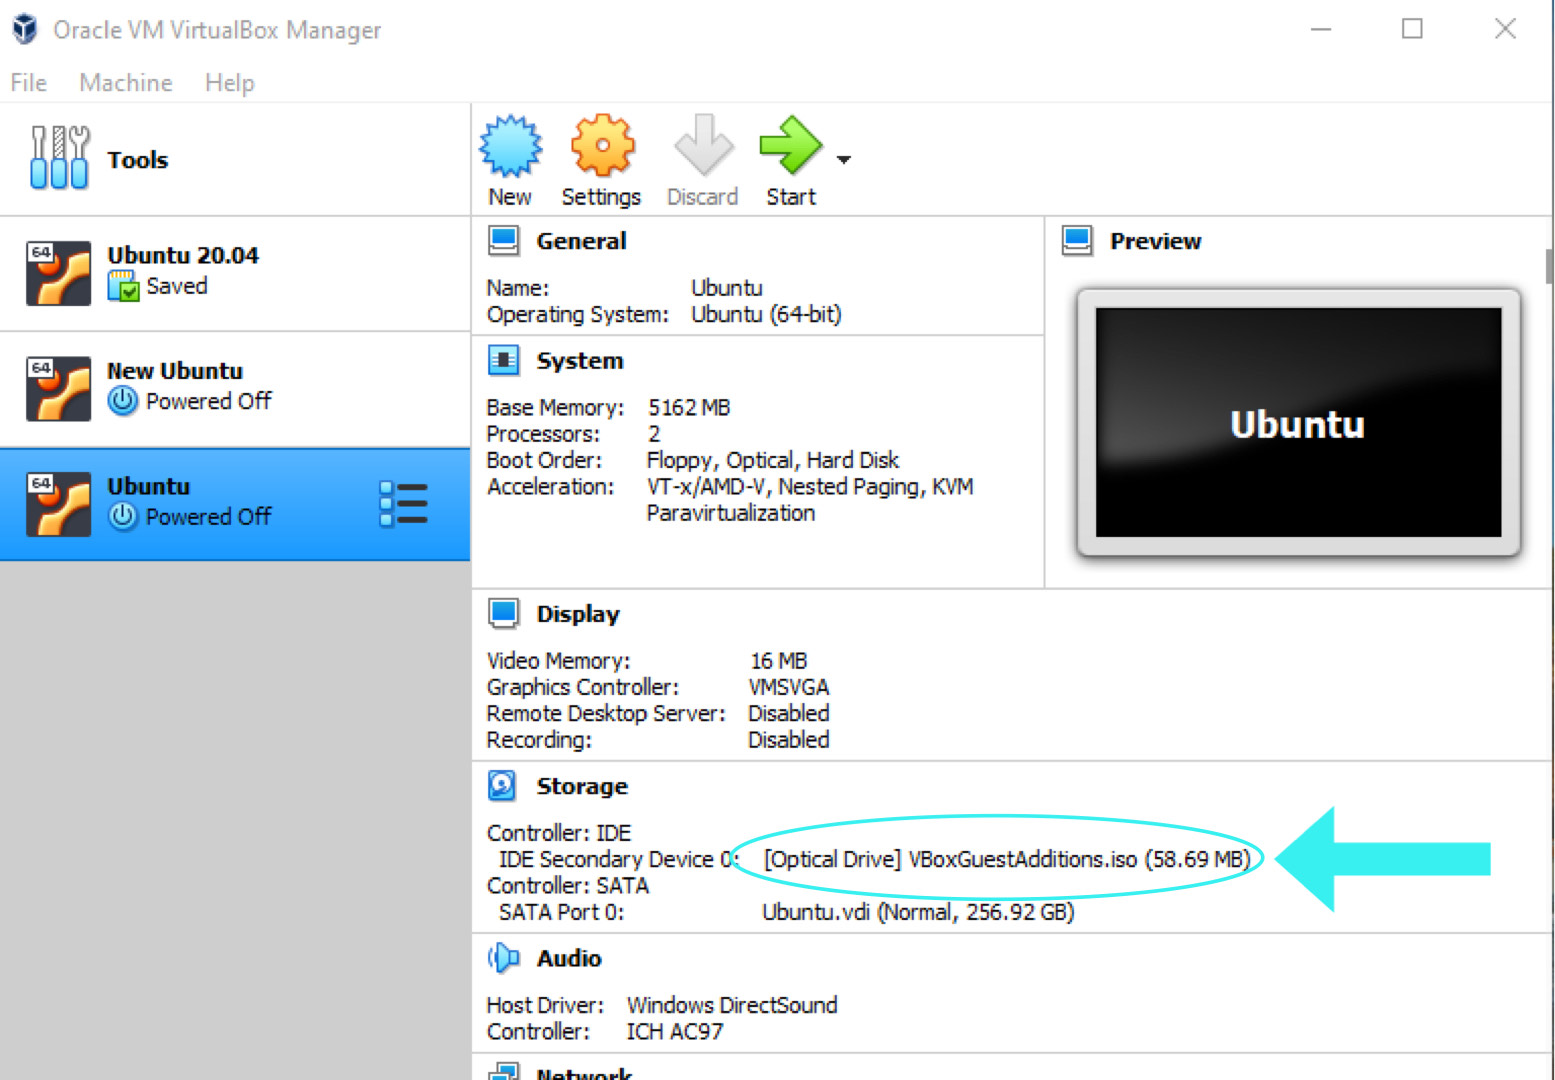 Oracle VM VirtualBox Manager
File Machine Help
Tools
New Settings Discard Start
64
Ubuntu 20.04
Saved
64
New Ubuntu
Powered Off
64
Ubuntu
Powered Off
General
Name: Ubuntu
Operating System: Ubuntu (64-bit)
Preview
Ubuntu
System
Base Memory: 5162 MB
Processors: 2
Boot Order: Floppy, Optical, Hard Disk
Acceleration: VT-x/AMD-V, Nested Paging, KVM
Paravirtualization
Display
Video Memory: 16 MB
Graphics Controller: VMSVGA
Remote Desktop Server: Disabled
Recording: Disabled
Storage
Controller: IDE
IDE Secondary Device 0: [Optical Drive] VBoxGuestAdditions.iso (58.69 MB)
Controller: SATA
SATA Port 0: Ubuntu.vdi (Normal, 256.92 GB)
Audio
Host Driver: Windows DirectSound
Controller: ICH AC97
Network